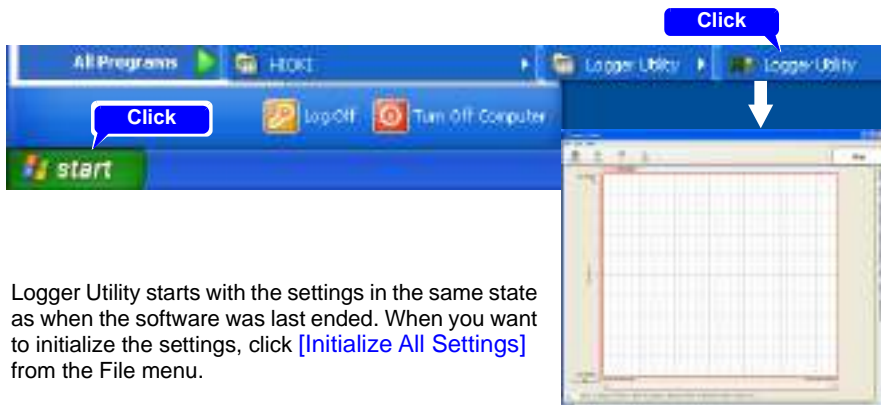 Click
All Programs
HIOKI
Logger Utility
Logger Utility
Click
Log Off
Turn Off Computer
start
Logger Utility starts with the settings in the same state
as when the software was last ended. When you want
to initialize the settings, click [Initialize All Settings]
from the File menu.